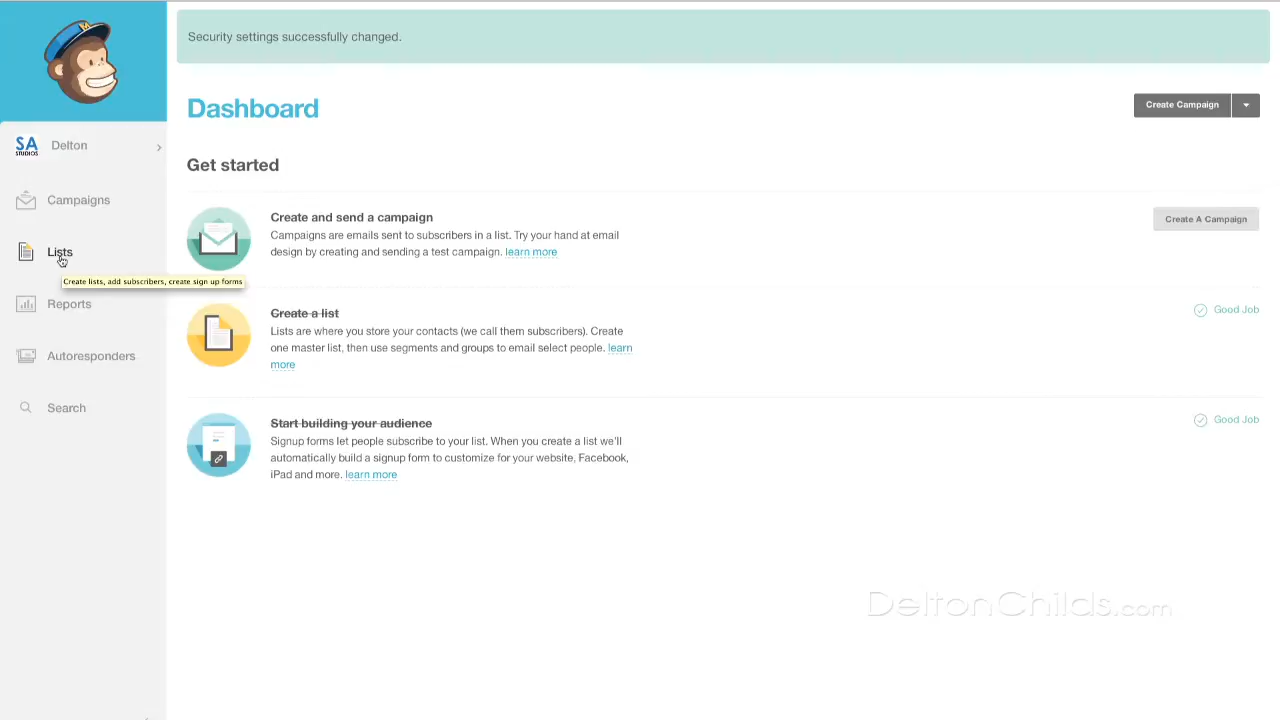 Security settings successfully changed.
Dashboard
Create Campaign
SA
STUDIOS
Delton
Campaigns
Lists
Create lists, add subscribers, create sign up forms
Reports
Autoresponders
Search
Get started
Create and send a campaign
Campaigns are emails sent to subscribers in a list. Try your hand at email
design by creating and sending a test campaign. learn more
Create A Campaign
Create a list
Lists are where you store your contacts (we call them subscribers). Create
one master list, then use segments and groups to email select people. learn
more
Good Job
Start building your audience
Signup forms let people subscribe to your list. When you create a list we'll
automatically build a signup form to customize for your website, Facebook,
iPad and more. learn more
Good Job
DeltonChilds.com